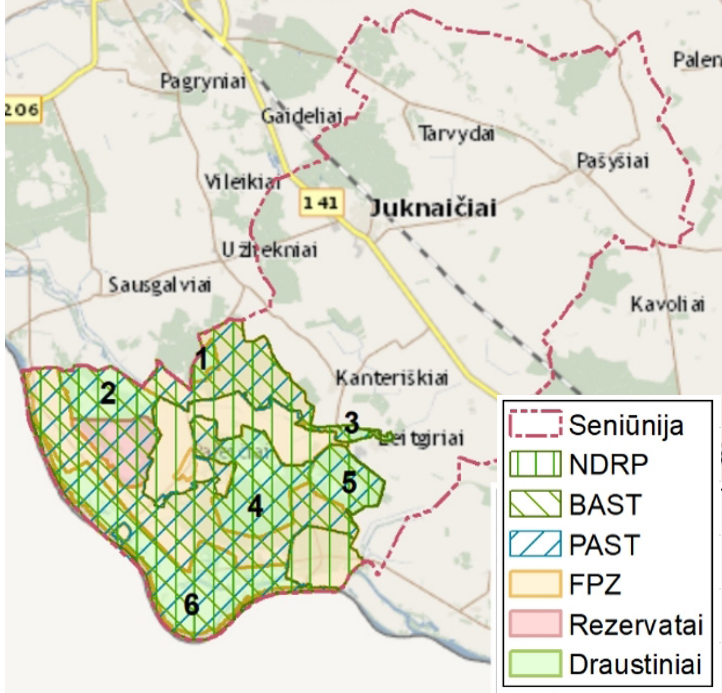 Palen
Pagryniai
206
Gaideliai
Tarvydai
Pašyšiai
Vileikiai
141
Juknaičiai
Užliekniai
Sausgalviai
Kavoliai
1
Kanteriškiai
2
3
Leitgiriai
5
4
6
Seniūnija
NDRP
BAST
PAST
FPZ
Rezervatai
Draustiniai